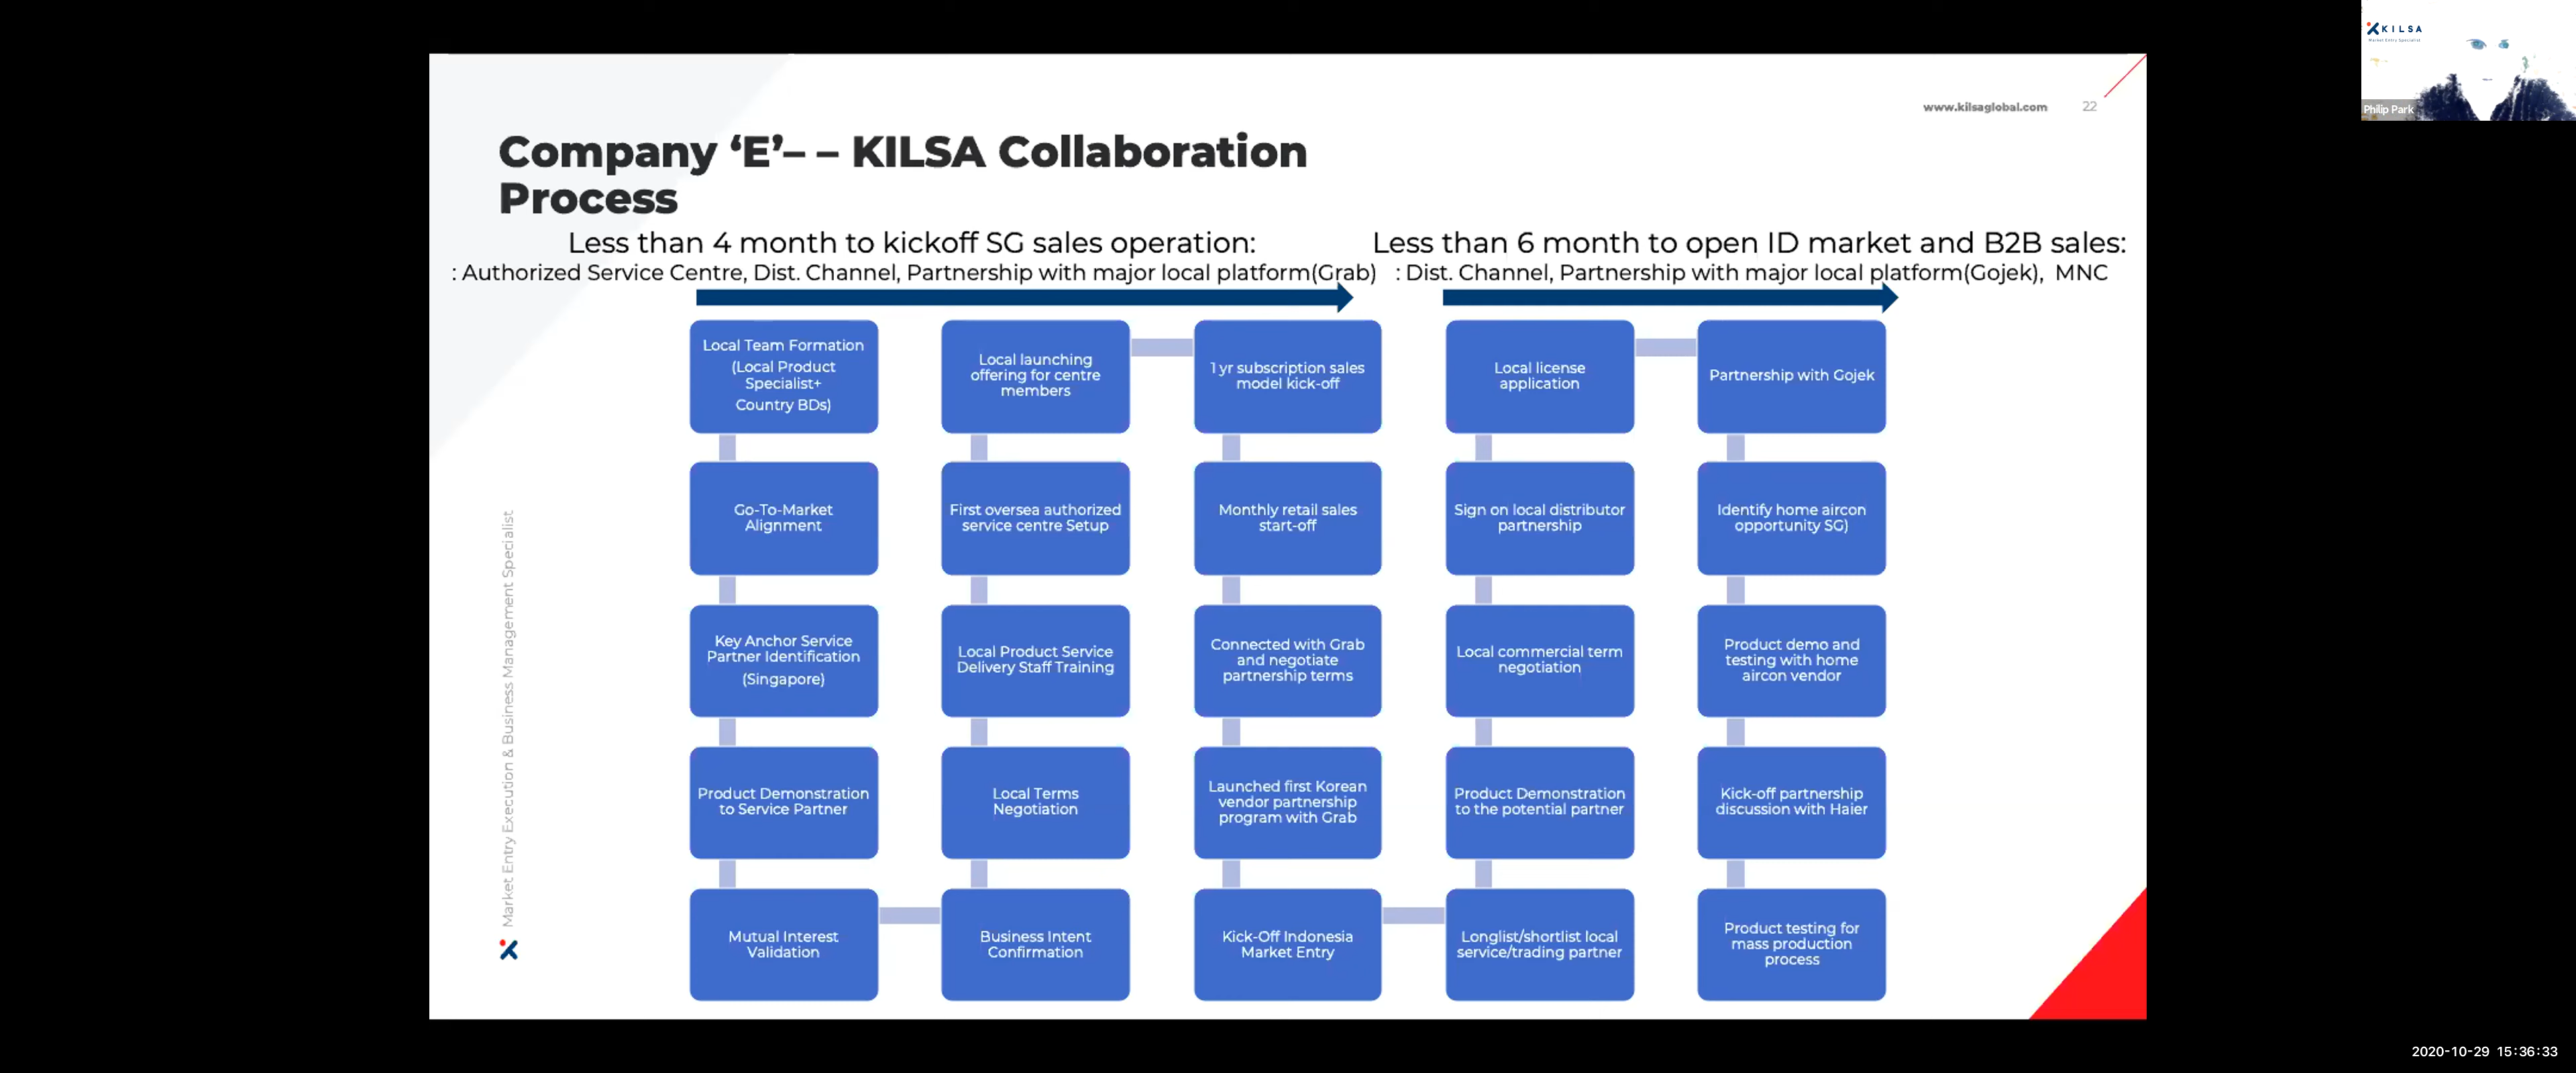 KILSA
Market Entry Specialist
Philip Park
www.kilsaglobal.com 22
Company ‘E’– – KILSA Collaboration
Process
Less than 4 month to kickoff SG sales operation:
: Authorized Service Centre, Dist. Channel, Partnership with major local platform(Grab)
Less than 6 month to open ID market and B2B sales:
: Dist. Channel, Partnership with major local platform(Gojek), MNC
Local Team Formation
(Local Product
Specialist+
Country BDs)
Go-To-Market
Alignment
Key Anchor Service
Partner Identification
(Singapore)
Product Demonstration
to Service Partner
Mutual Interest
Validation
Business Intent
Confirmation
Local Terms
Negotiation
Local Product Service
Delivery Staff Training
First oversea authorized
service centre Setup
Local launching
offering for centre
members
1 yr subscription sales
model kick-off
Monthly retail sales
start-off
Connected with Grab
and negotiate
partnership terms
Launched first Korean
vendor partnership
program with Grab
Kick-Off Indonesia
Market Entry
Longlist/shortlist local
service/trading partner
Product Demonstration
to the potential partner
Local commercial term
negotiation
Sign on local distributor
partnership
Local license
application
Partnership with Gojek
Identify home aircon
opportunity SG)
Product demo and
testing with home
aircon vendor
Kick-off partnership
discussion with Haier
Product testing for
mass production
process
Market Entry Execution & Business Management Specialist
2020-10-29 15:36:33